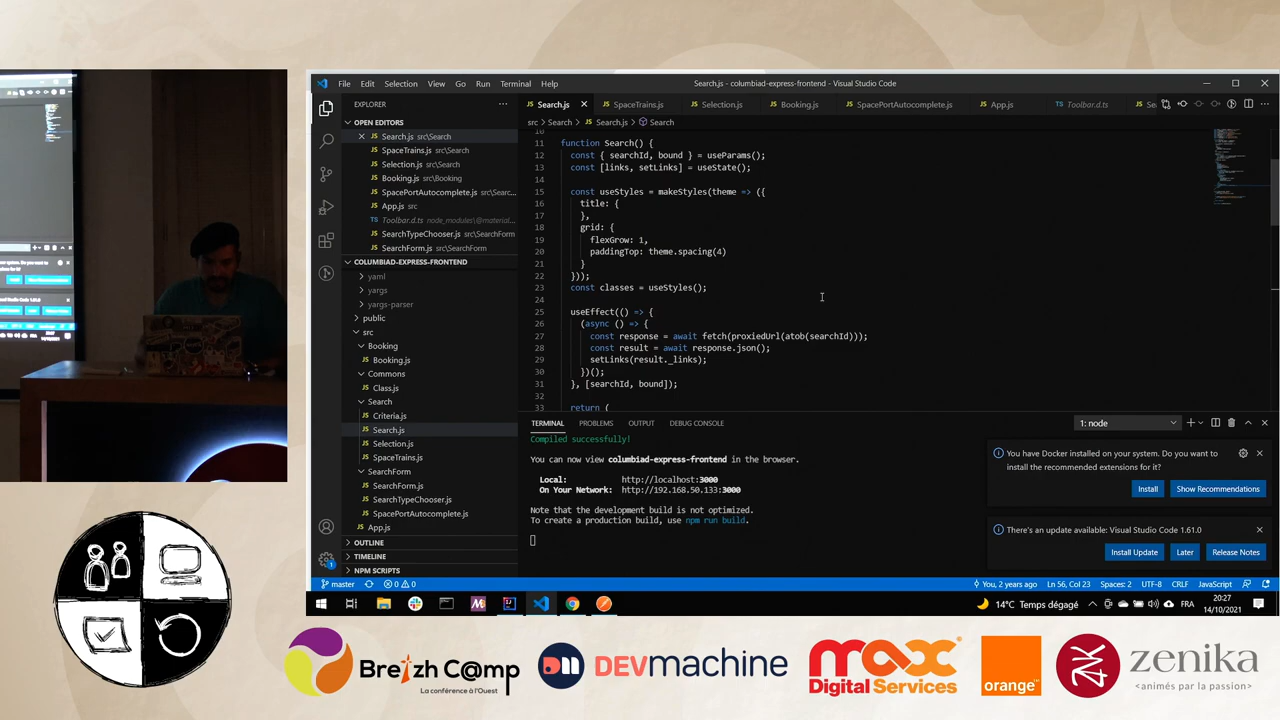 File Edit Selection View Go Run Terminal Help
Search.js - columbiad-express-frontend - Visual Studio Code
EXPLORER
OPEN EDITORS
Search.js src\Search
SpaceTrains.js src\Search
Selection.js src\Search
Booking.js src\Booking
SpacePortAutocomplete.js src\Searc...
App.js src
Toolbar.d.ts node_modules\@material...
SearchTypeChooser.js src\SearchForm
SearchForm.js src\SearchForm
COLUMBIAD-EXPRESS-FRONTEND
yaml
yargs
yargs-parser
public
src
Booking
Booking.js
Commons
Class.js
Search
Criteria.js
Search.js
Selection.js
SpaceTrains.js
SearchForm
SearchForm.js
SearchTypeChooser.js
SpacePortAutocomplete.js
App.js
OUTLINE
TIMELINE
NPM SCRIPTS
Search.js SpaceTrains.js Selection.js Booking.js SpacePortAutocomplete.js App.js Toolbar.d.ts Se
src > Search > Search.js > Search
10
11 function Search() {
12 const { searchId, bound } = useParams();
13 const [links, setLinks] = useState();
14
15 const useStyles = makeStyles(theme => ({
16 title: {
17 },
18 grid: {
19 flexGrow: 1,
20 paddingTop: theme.spacing(4)
21 }
22 }));
23 const classes = useStyles();
24
25 useEffect(() => {
26 (async () => {
27 const response = await fetch(proxiedUrl(atob(searchId)));
28 const result = await response.json();
29 setLinks(result._links);
30 })();
31 }, [searchId, bound]);
32
33 return (
TERMINAL PROBLEMS OUTPUT DEBUG CONSOLE
1: node
Compiled successfully!
You can now view columbiad-express-frontend in the browser.
Local: http://localhost:3000
On Your Network: http://192.168.50.133:3000
Note that the development build is not optimized.
To create a production build, use npm run build.
You have Docker installed on your system. Do you want to install the recommended extensions for it?
Install Show Recommendations
There's an update available: Visual Studio Code 1.61.0
Install Update Later Release Notes
master 0 0
You, 2 years ago Ln 56, Col 23 Spaces: 2 UTF-8 CRLF JavaScript
14°C Temps dégagé FRA 20:27
14/10/2021
Breizh C@mp
La conférence à l'Ouest
DEVmachine
max
Digital Services
orange™
zenika
<animés par la passion>